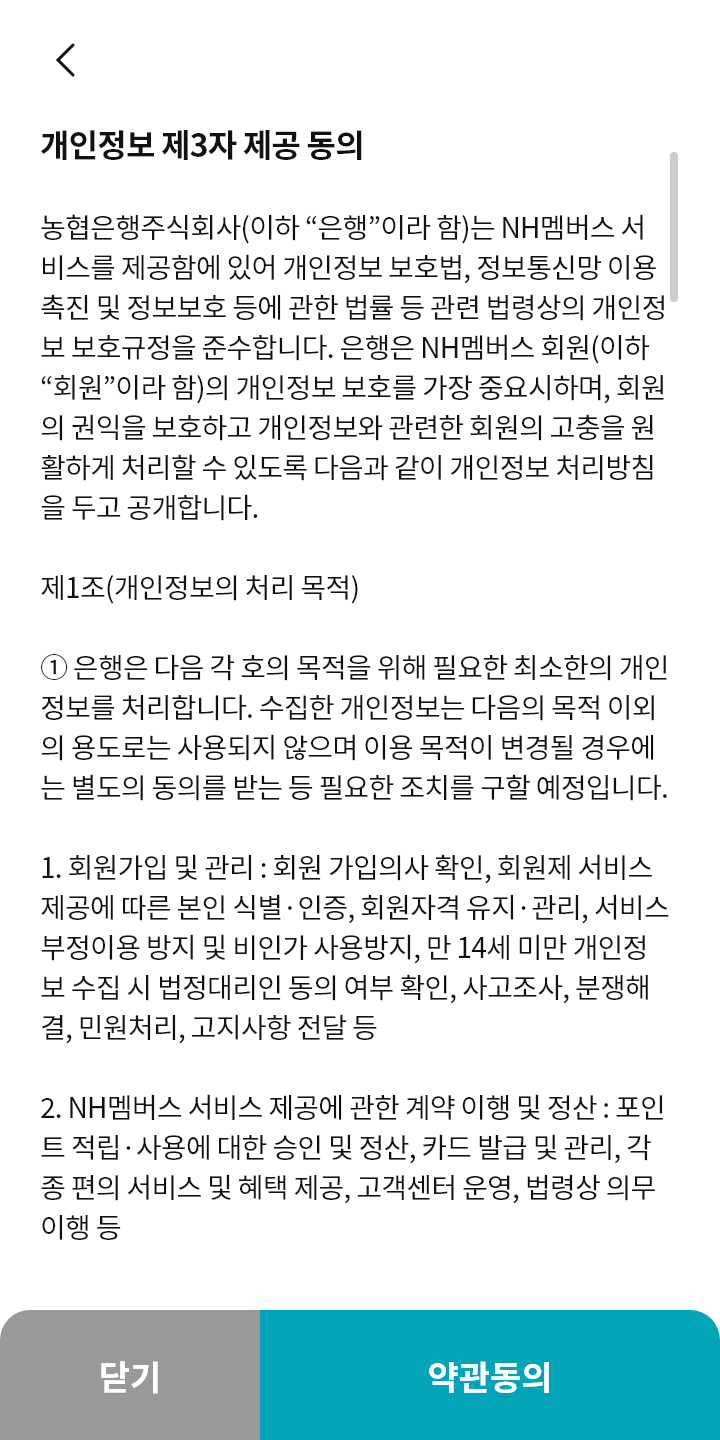 개인정보 제3자 제공 동의
농협은행주식회사(이하 “은행”이라 함)는 NH멤버스 서
비스를 제공함에 있어 개인정보 보호법, 정보통신망 이용
촉진 및 정보보호 등에 관한 법률 등 관련 법령상의 개인정
보 보호규정을 준수합니다. 은행은 NH멤버스 회원(이하
“회원”이라 함)의 개인정보 보호를 가장 중요시하며, 회원
의 권익을 보호하고 개인정보와 관련한 회원의 고충을 원
활하게 처리할 수 있도록 다음과 같이 개인정보 처리방침
을 두고 공개합니다.
제1조(개인정보의 처리 목적)
① 은행은 다음 각 호의 목적을 위해 필요한 최소한의 개인
정보를 처리합니다. 수집한 개인정보는 다음의 목적 이외
의 용도로는 사용되지 않으며 이용 목적이 변경될 경우에
는 별도의 동의를 받는 등 필요한 조치를 구할 예정입니다.
1. 회원가입 및 관리 : 회원 가입의사 확인, 회원제 서비스
제공에 따른 본인 식별·인증, 회원자격 유지·관리, 서비스
부정이용 방지 및 비인가 사용방지, 만 14세 미만 개인정
보 수집 시 법정대리인 동의 여부 확인, 사고조사, 분쟁해
결, 민원처리, 고지사항 전달 등
2. NH멤버스 서비스 제공에 관한 계약 이행 및 정산 : 포인
트 적립·사용에 대한 승인 및 정산, 카드 발급 및 관리, 각
종 편의 서비스 및 혜택 제공, 고객센터 운영, 법령상 의무
이행 등
닫기
약관동의